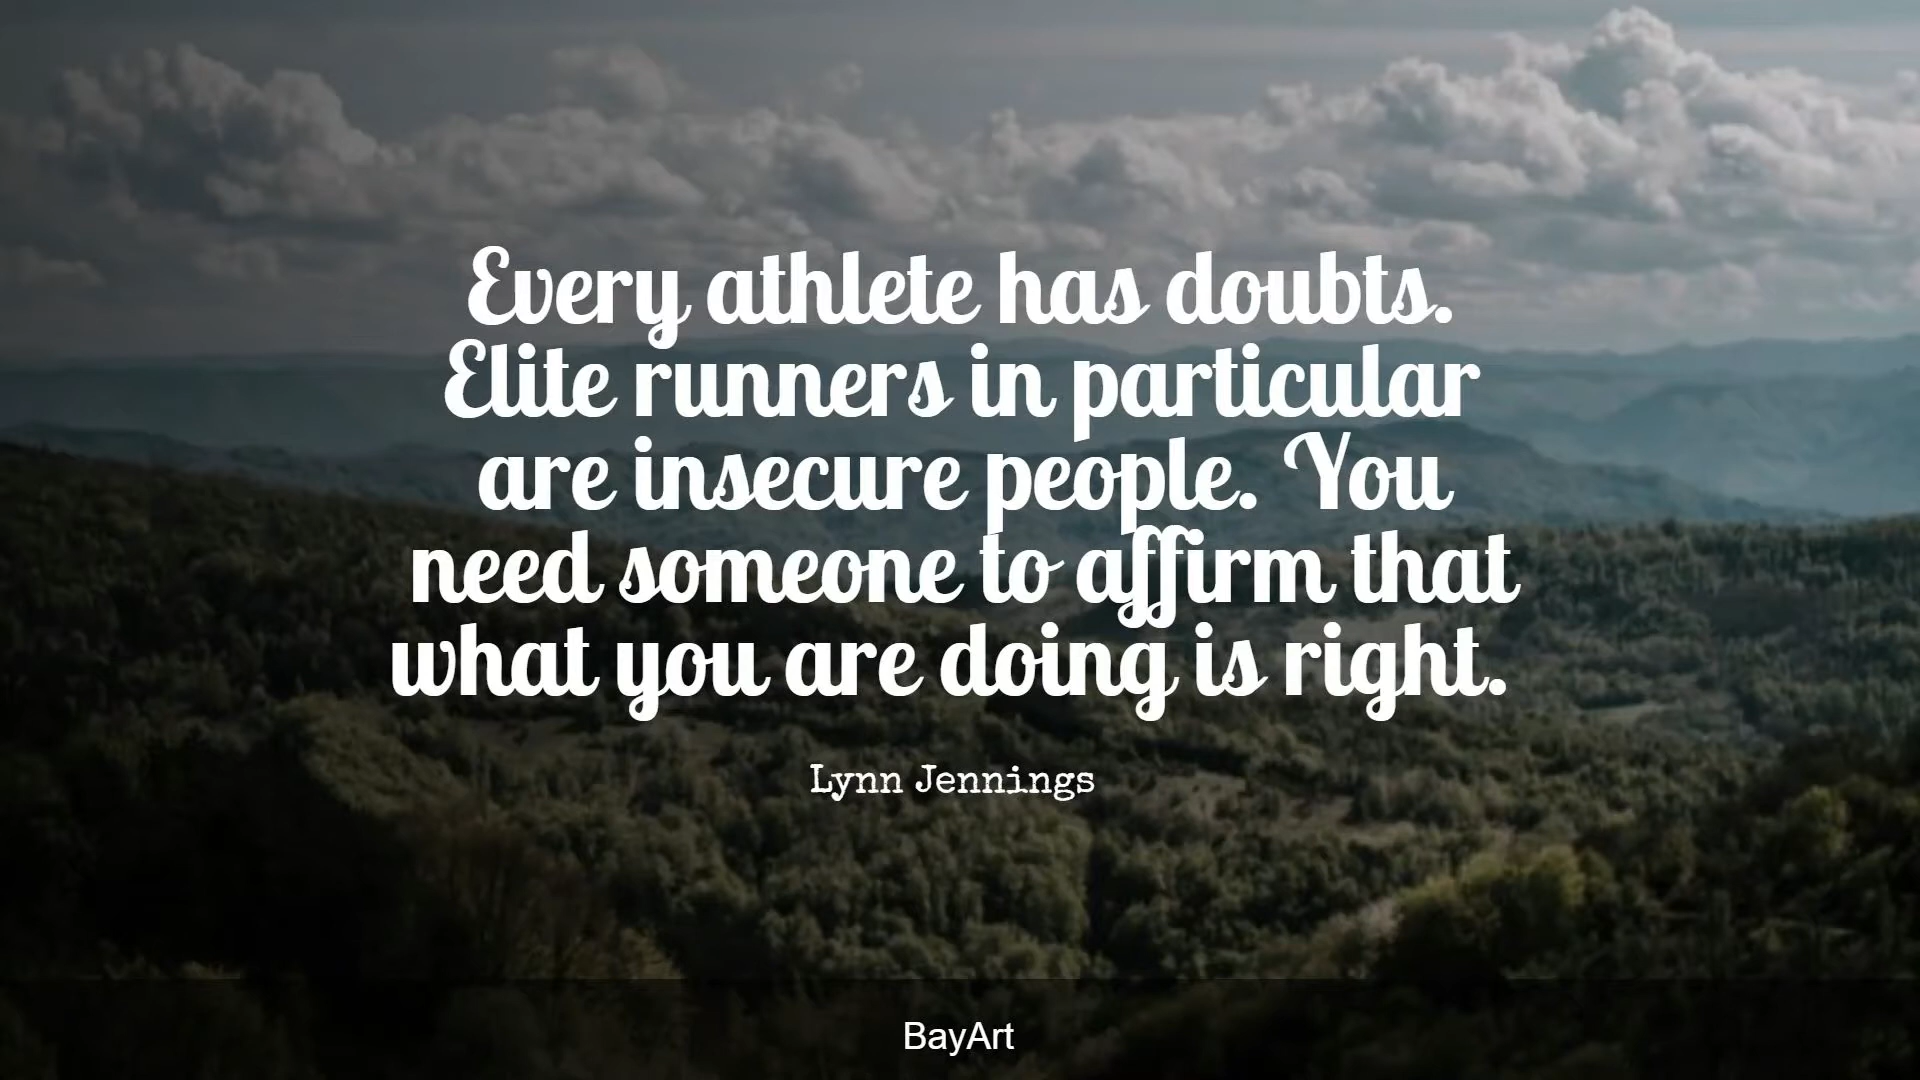 Every athlete has doubts.
Elite runners in particular
are insecure people. You
need someone to affirm that
what you are doing is right.
Lynn Jennings
BayArt